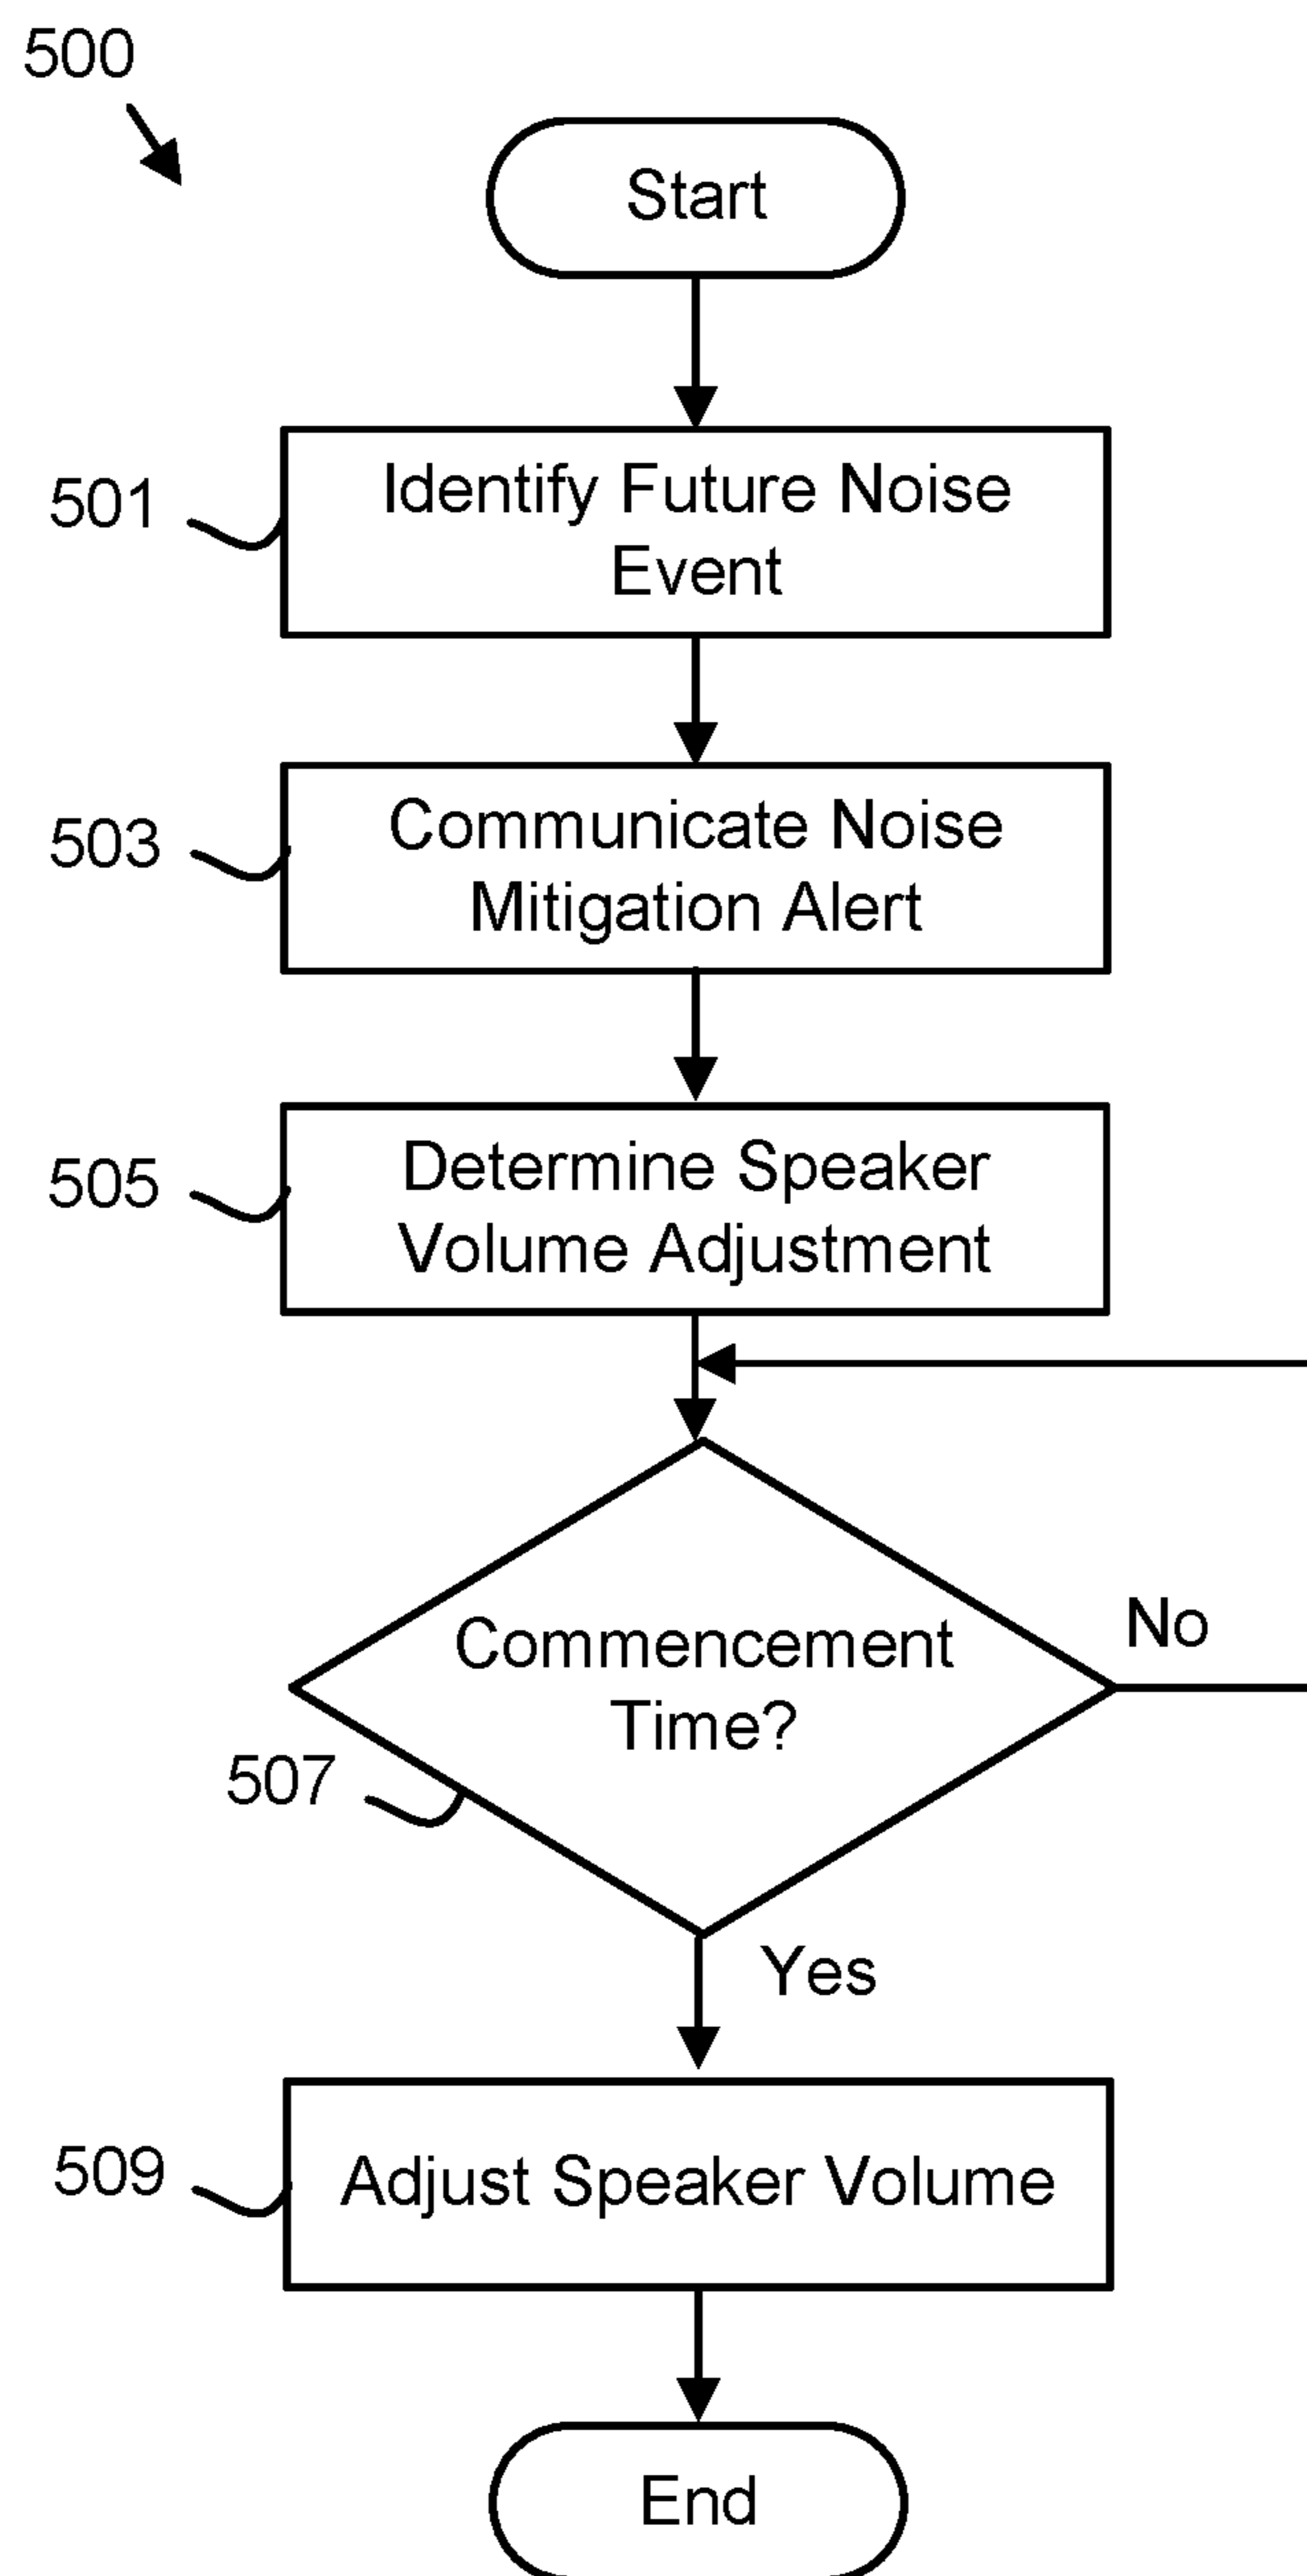 500
Start
501
Identify Future Noise
Event
503
Communicate Noise
Mitigation Alert
505
Determine Speaker
Volume Adjustment
Commencement
Time?
No
507
Yes
509
Adjust Speaker Volume
End